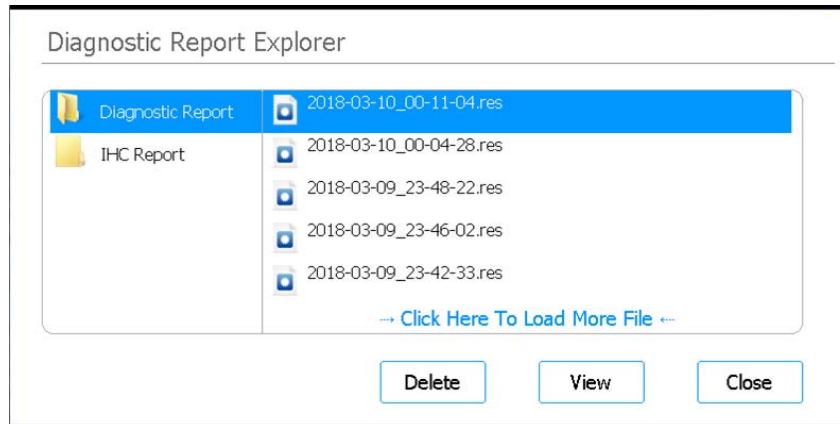 Diagnostic Report Explorer
Diagnostic Report
IHC Report
2018-03-10_00-11-04.res
2018-03-10_00-04-28.res
2018-03-09_23-48-22.res
2018-03-09_23-46-02.res
2018-03-09_23-42-33.res
→ Click Here To Load More File ←
Delete
View
Close